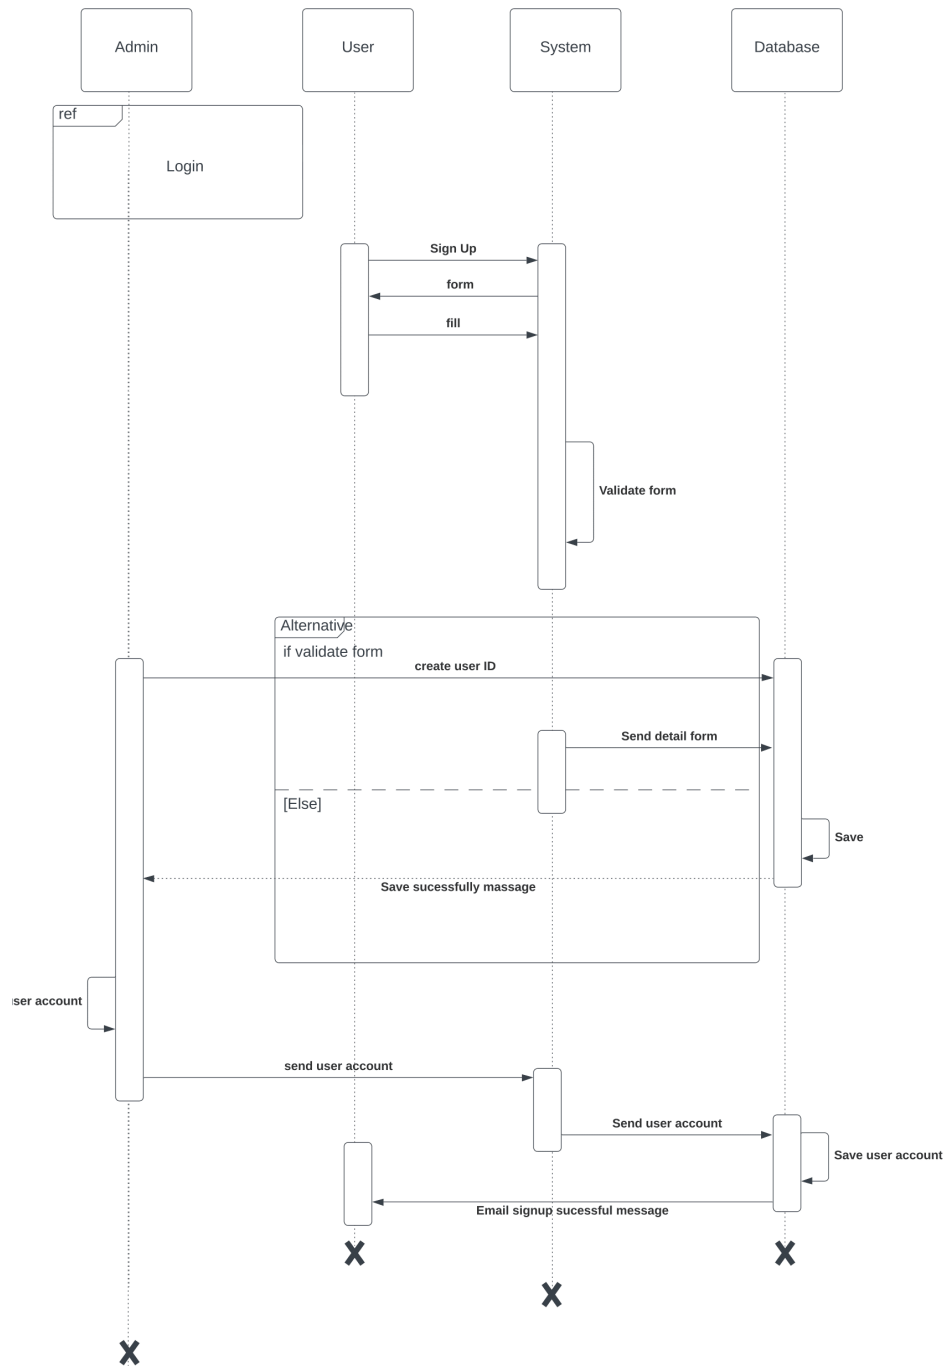 Admin
User
System
Database
ref
Login
Sign Up
form
fill
Validate form
Alternative
if validate form
create user ID
Send detail form
[Else]
Save
Save sucessfully massage
account
send user account
Send user account
Save user account
Email signup sucessful message